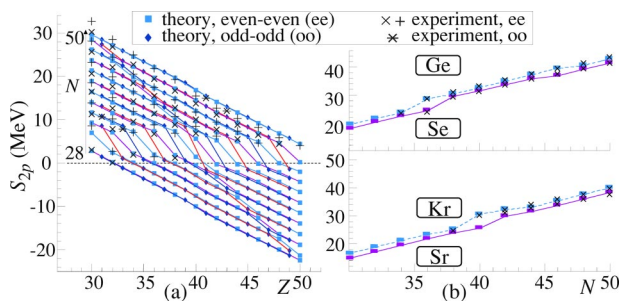 theory, even-even (ee) × + experiment, ee
theory, odd-odd (oo) experiment, oo
S2p (MeV)
30
20
10
0
-10
-20
50
N
28
30 35 40 45 50
(a) Z
40
30
20
Ge
Se
40
30
20
Kr
Sr
35 40 45 50
(b) N